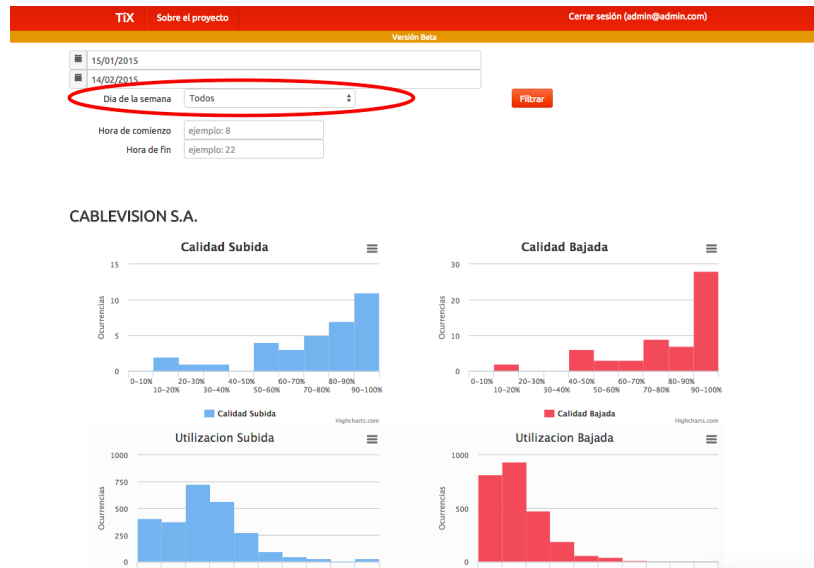 TiX Sobre el proyecto Cerrar sesión (admin@admin.com)
Versión Beta
15/01/2015
14/02/2015
Dia de la semana Todos Filtrar
Hora de comienzo ejemplo: 8
Hora de fin ejemplo: 22
CABLEVISION S.A.
Calidad Subida
15
10
5
0
Ocurrencias
0-10% 20-30% 40-50% 60-70% 80-90%
10-20% 30-40% 50-60% 70-80% 90-100%
Calidad Subida
Highcharts.com
Calidad Bajada
30
20
10
0
Ocurrencias
0-10% 20-30% 40-50% 60-70% 80-90%
10-20% 30-40% 50-60% 70-80% 90-100%
Calidad Bajada
Highcharts.com
Utilizacion Subida
1000
750
500
250
0
Ocurrencias
Utilizacion Bajada
1000
500
0
Ocurrencias